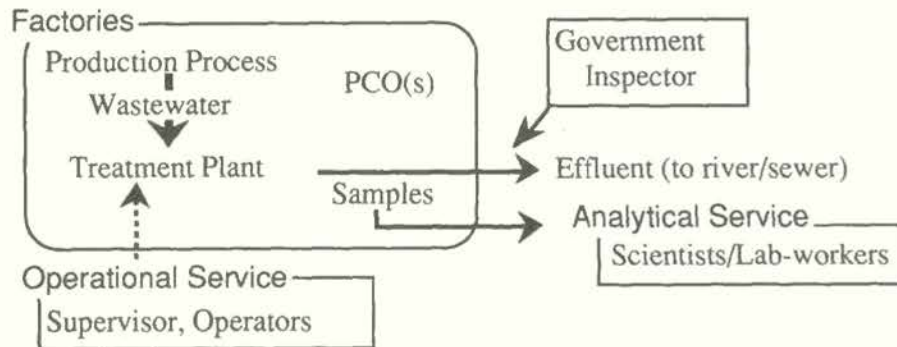 Factories
Production Process
PCO(s)
Wastewater
Treatment Plant
Samples
Government
Inspector
Effluent (to river/sewer)
Analytical Service
Scientists/Lab-workers
Operational Service
Supervisor, Operators